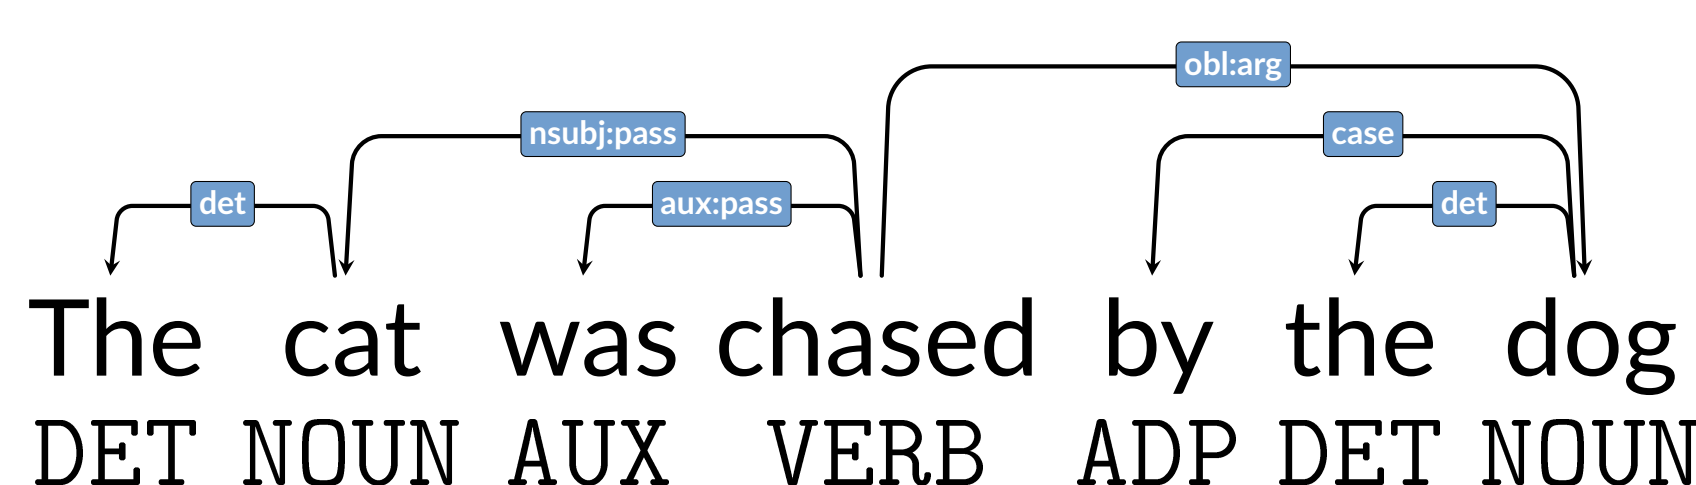 obl:arg
nsubj:pass case
det aux:pass det
The cat was chased by the dog
DET NOUN AUX VERB ADP DET NOUN